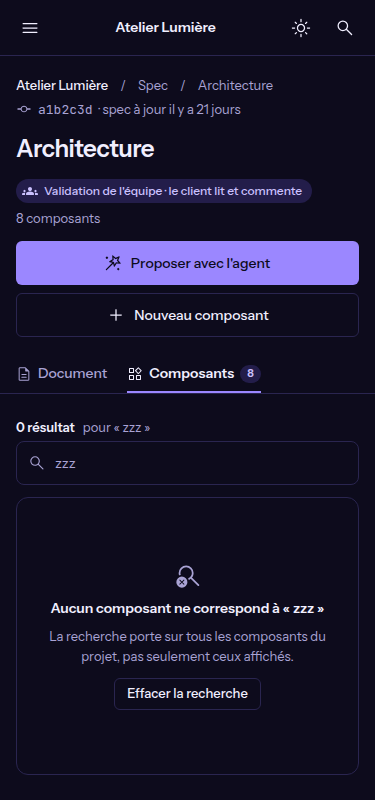 Atelier Lumière
Atelier Lumière / Spec / Architecture
a1b2c3d · spec à jour il y a 21 jours
Architecture
Validation de l'équipe · le client lit et commente
8 composants
Proposer avec l'agent
Nouveau composant
Document Composants 8
0 résultat pour « zzz »
zzz
Aucun composant ne correspond à « zzz »
La recherche porte sur tous les composants du
projet, pas seulement ceux affichés.
Effacer la recherche